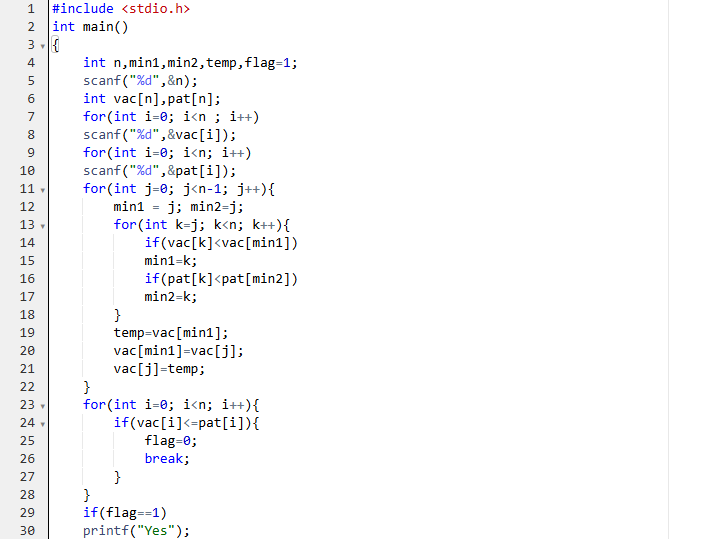 1 #include <stdio.h>
2 int main()
3 {
4 int n,min1,min2,temp,flag=1;
5 scanf("%d",&n);
6 int vac[n],pat[n];
7 for(int i=0; i<n ; i++)
8 scanf("%d",&vac[i]);
9 for(int i=0; i<n; i++)
10 scanf("%d",&pat[i]);
11 for(int j=0; j<n-1; j++){
12 min1 = j; min2=j;
13 for(int k=j; k<n; k++){
14 if(vac[k]<vac[min1])
15 min1=k;
16 if(pat[k]<pat[min2])
17 min2=k;
18 }
19 temp=vac[min1];
20 vac[min1]=vac[j];
21 vac[j]=temp;
22 }
23 for(int i=0; i<n; i++){
24 if(vac[i]<=pat[i]){
25 flag=0;
26 break;
27 }
28 }
29 if(flag==1)
30 printf("Yes");